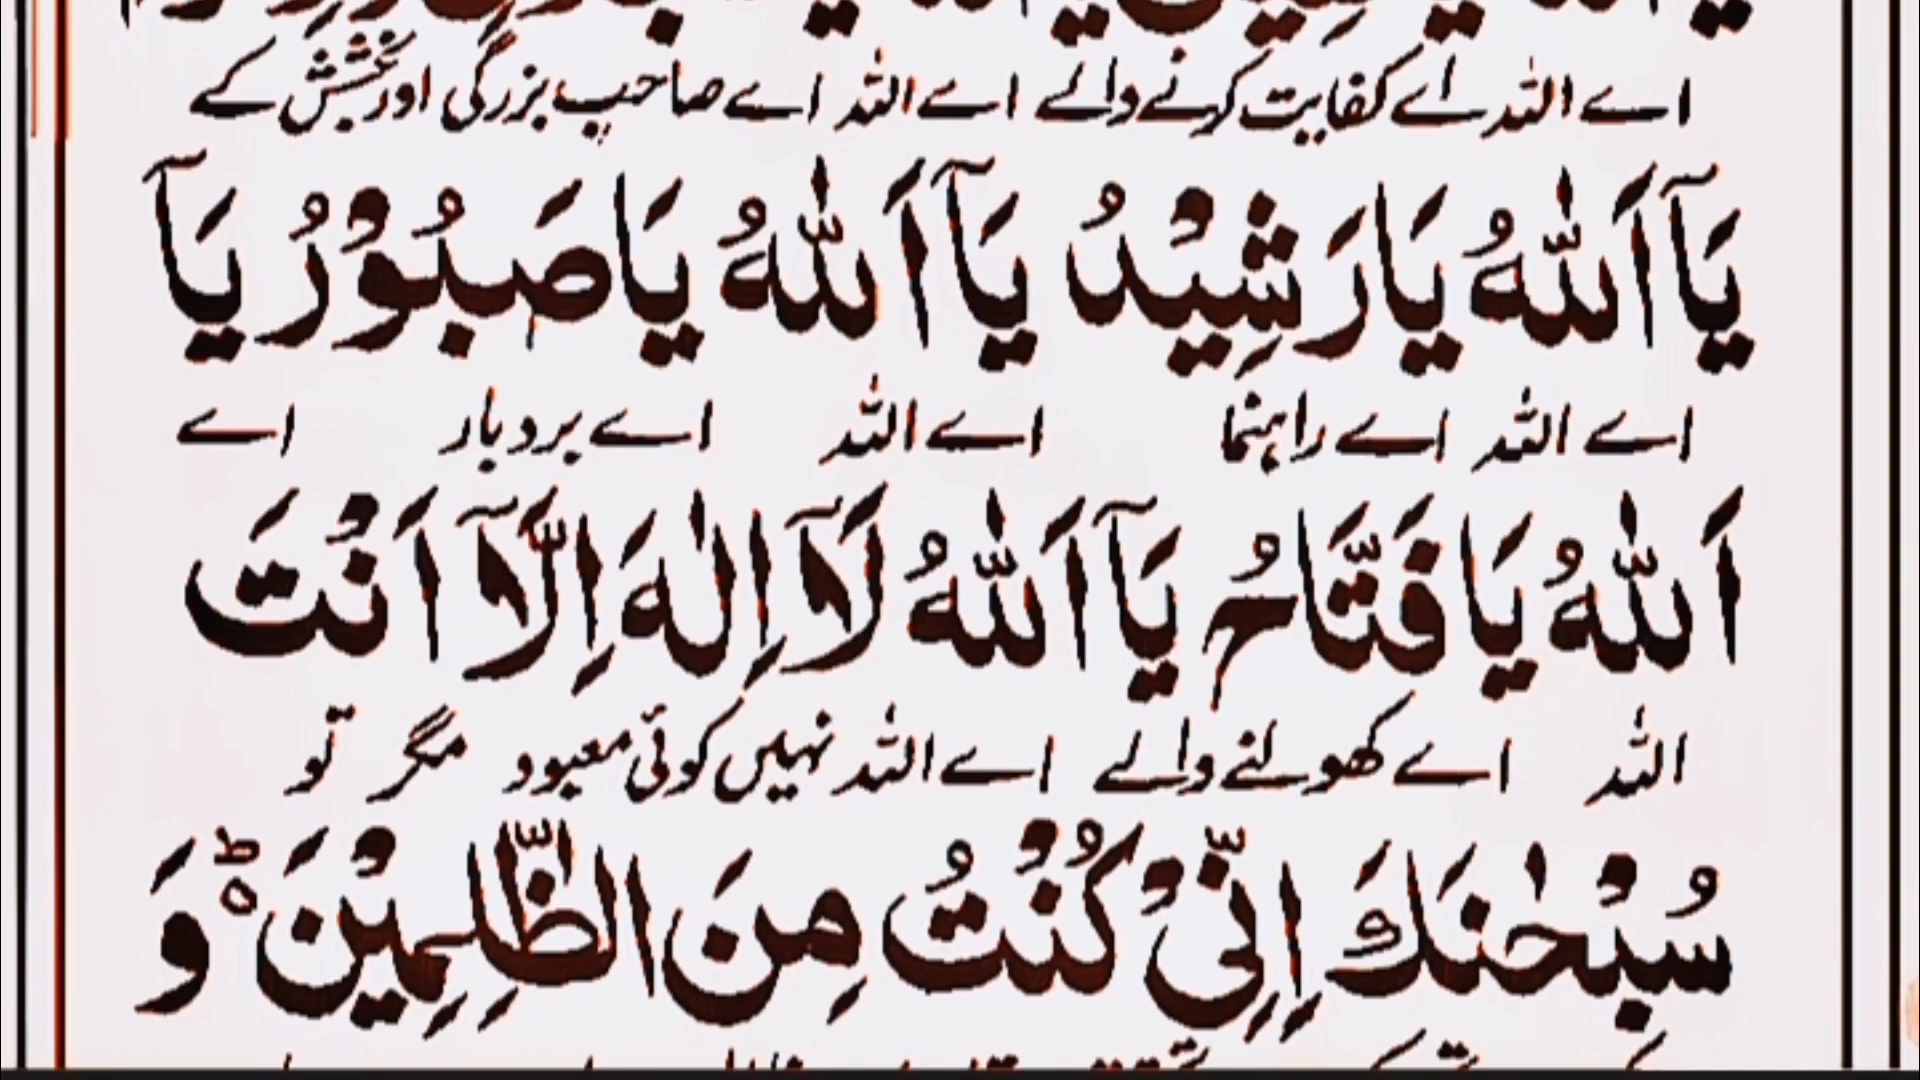 اے اللہ اے کفایت کرنے والے اے اللہ اے صاحب بزرگی اور بخشش کے
يَآ اَللّٰهُ يَا رَشِيْدُ يَآ اَللّٰهُ يَا صَبُوْرُ يَآ
اے اللہ اے راہنما اے اللہ اے بردبار اے
اَللّٰهُ يَا فَتَّاحُ يَآ اَللّٰهُ لَآ اِلٰهَ اِلَّآ اَنْتَ
اللہ اے کھولنے والے اے اللہ نہیں کوئی معبود مگر تو
سُبْحٰنَكَ اِنِّيْ كُنْتُ مِنَ الظّٰلِمِيْنَ ۚ ط وَ